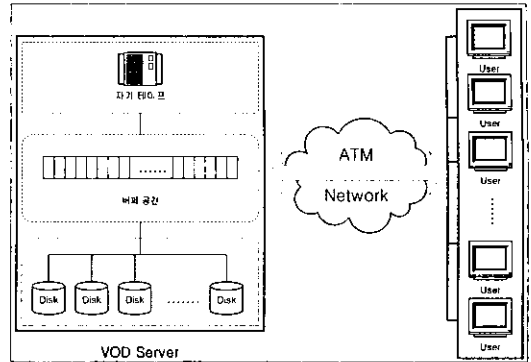 자기 테이프
버퍼 공간
Disk
Disk
Disk
Disk
VOD Server
ATM
Network
User
User
User
User
User